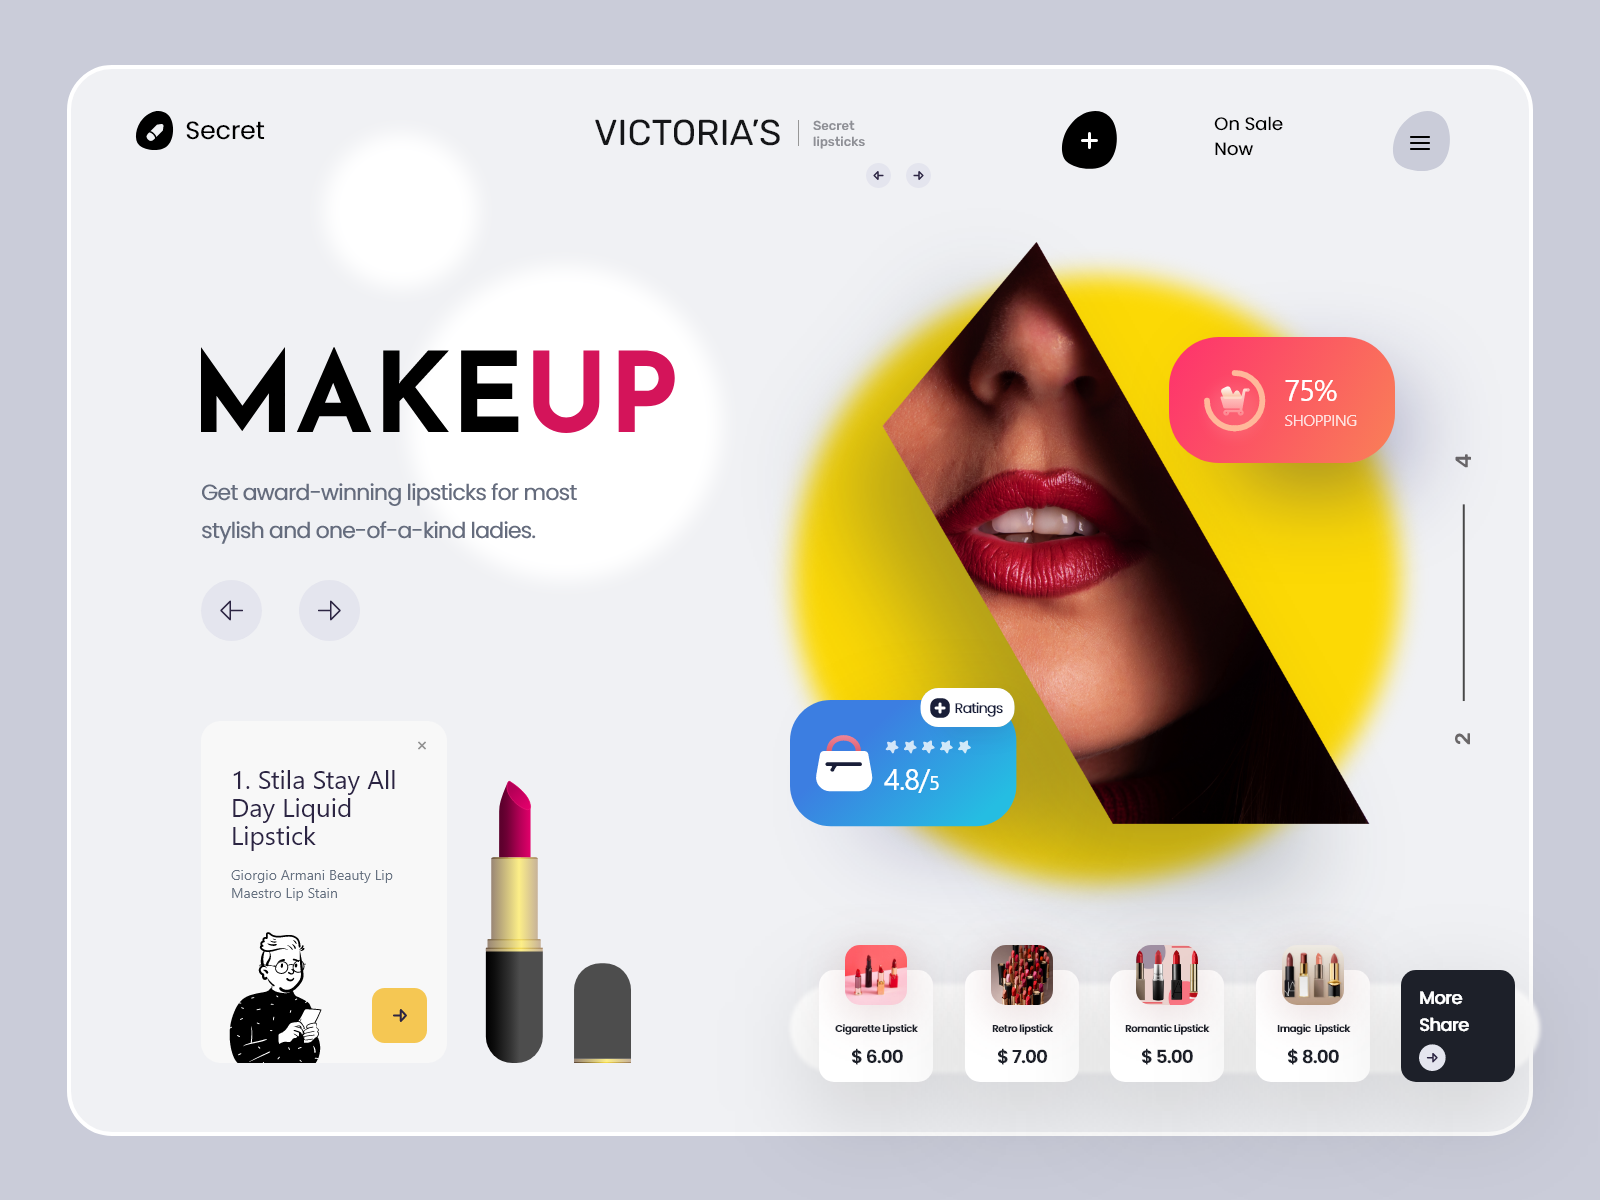 Secret
VICTORIA'S
Secret
lipsticks
On Sale
Now
MAKEUP
Get award-winning lipsticks for most
stylish and one-of-a-kind ladies.
75%
SHOPPING
4
2
Ratings
4.8/5
×
1. Stila Stay All
Day Liquid
Lipstick
Giorgio Armani Beauty Lip
Maestro Lip Stain
Cigarette Lipstick
$ 6.00
Retro lipstick
$ 7.00
Romantic Lipstick
$ 5.00
Imagic Lipstick
$ 8.00
More
Share